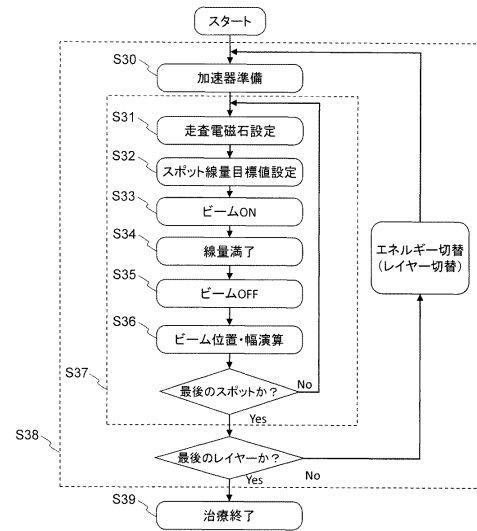 スタート
S30
加速器準備
S31
走査電磁石設定
S32
スポット線量目標値設定
S33
ビームON
S34
線量満了
S35
ビームOFF
S36
ビーム位置・幅演算
S37
最後のスポットか?
No
Yes
エネルギー切替
(レイヤー切替)
S38
最後のレイヤーか?
No
Yes
S39
治療終了